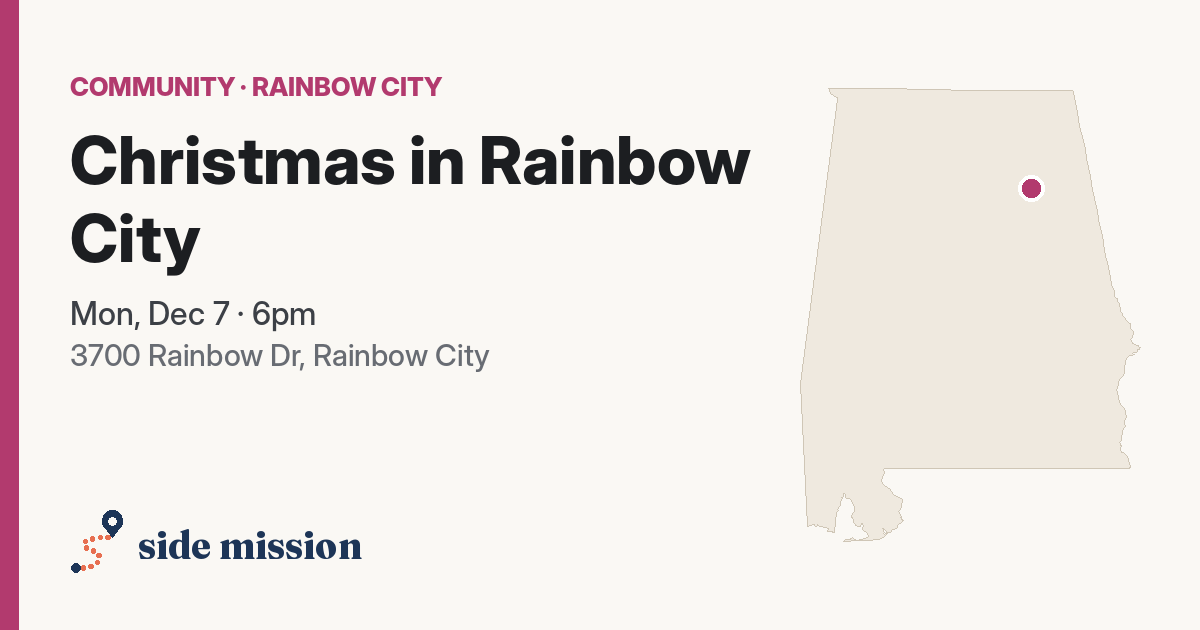 COMMUNITY · RAINBOW CITY
Christmas in Rainbow
City
Mon, Dec 7 · 6pm
3700 Rainbow Dr, Rainbow City
side mission